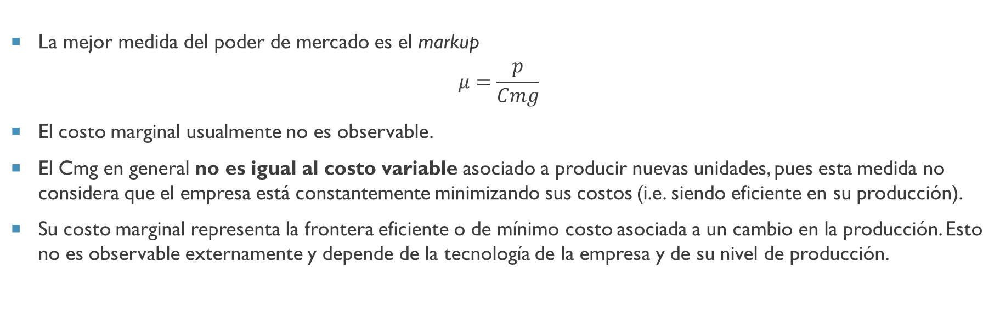 ▪ La mejor medida del poder de mercado es el markup
μ = p / Cmg
▪ El costo marginal usualmente no es observable.
▪ El Cmg en general no es igual al costo variable asociado a producir nuevas unidades, pues esta medida no
considera que el empresa está constantemente minimizando sus costos (i.e. siendo eficiente en su producción).
▪ Su costo marginal representa la frontera eficiente o de mínimo costo asociada a un cambio en la producción. Esto
no es observable externamente y depende de la tecnología de la empresa y de su nivel de producción.